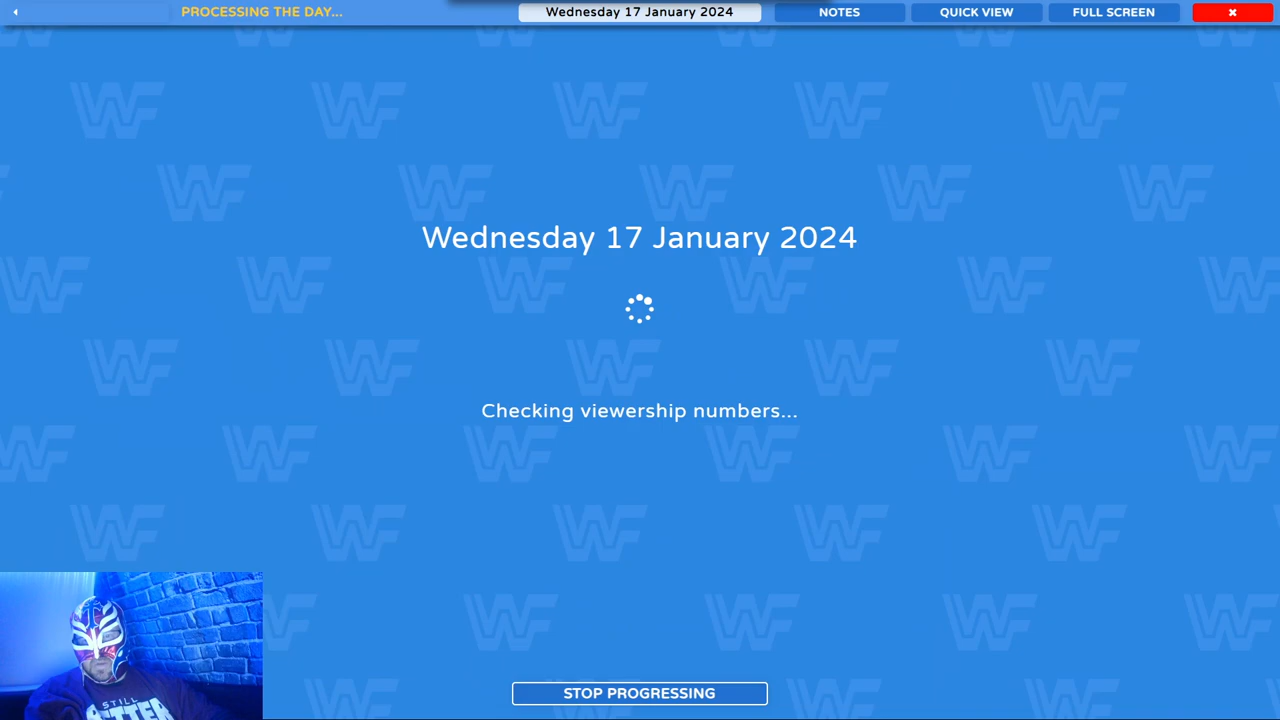 PROCESSING THE DAY...
Wednesday 17 January 2024
NOTES
QUICK VIEW
FULL SCREEN
Wednesday 17 January 2024
Checking viewership numbers...
STOP PROGRESSING
STILL